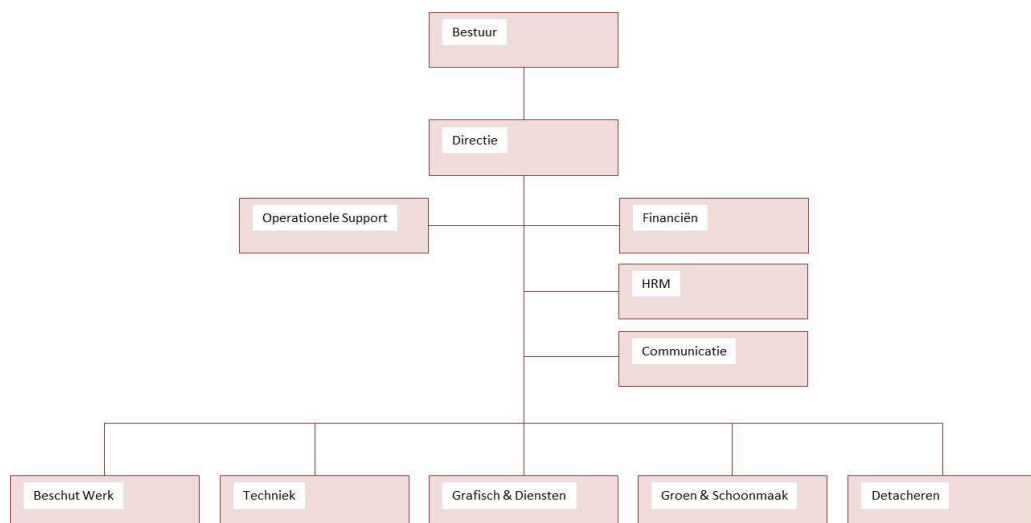 Bestuur
Directie
Operationele Support
Financiën
HRM
Communicatie
Beschut Werk
Techniek
Grafisch & Diensten
Groen & Schoonmaak
Detacheren